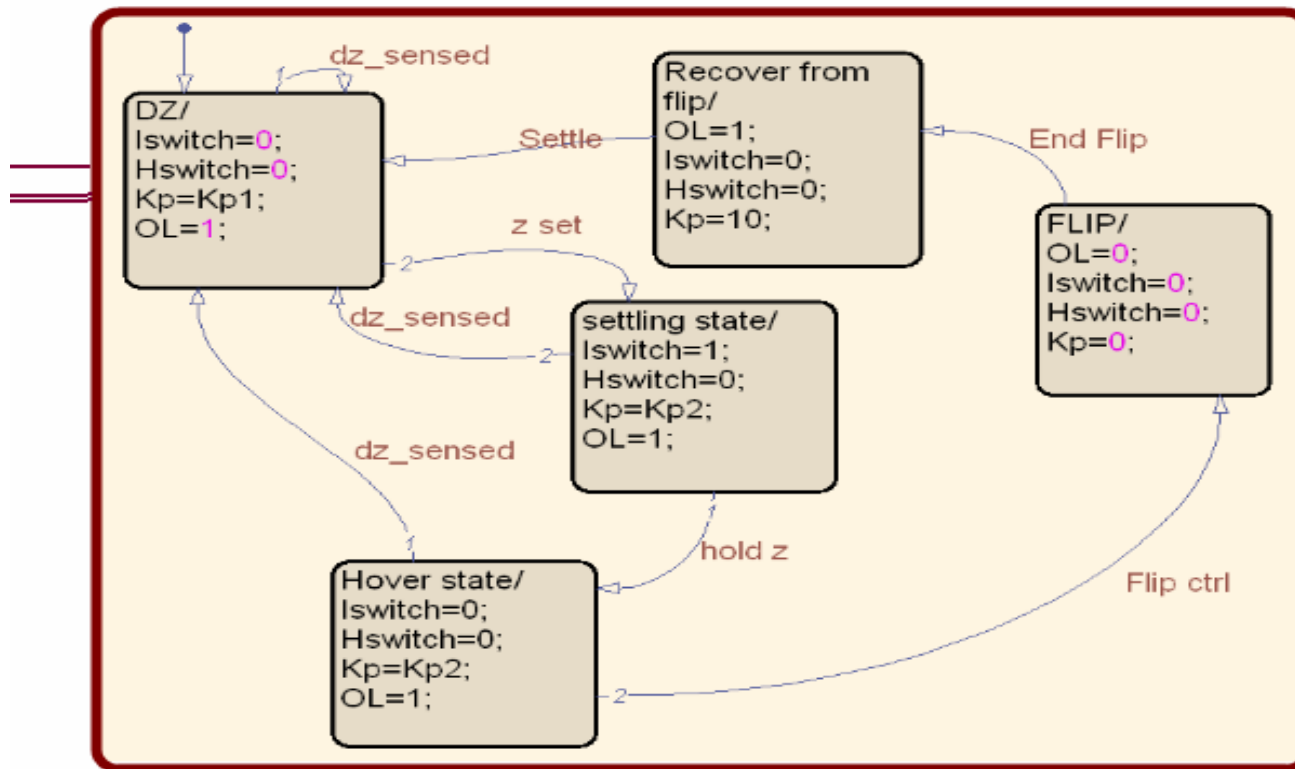 1
dz_sensed
DZ/
Iswitch=0;
Hswitch=0;
Kp=Kp1;
OL=1;
Settle
Recover from
flip/
OL=1;
Iswitch=0;
Hswitch=0;
Kp=10;
End Flip
FLIP/
OL=0;
Iswitch=0;
Hswitch=0;
Kp=0;
2
z set
dz_sensed
2
settling state/
Iswitch=1;
Hswitch=0;
Kp=Kp2;
OL=1;
dz_sensed
1
1
hold z
Hover state/
Iswitch=0;
Hswitch=0;
Kp=Kp2;
OL=1;
2
Flip ctrl